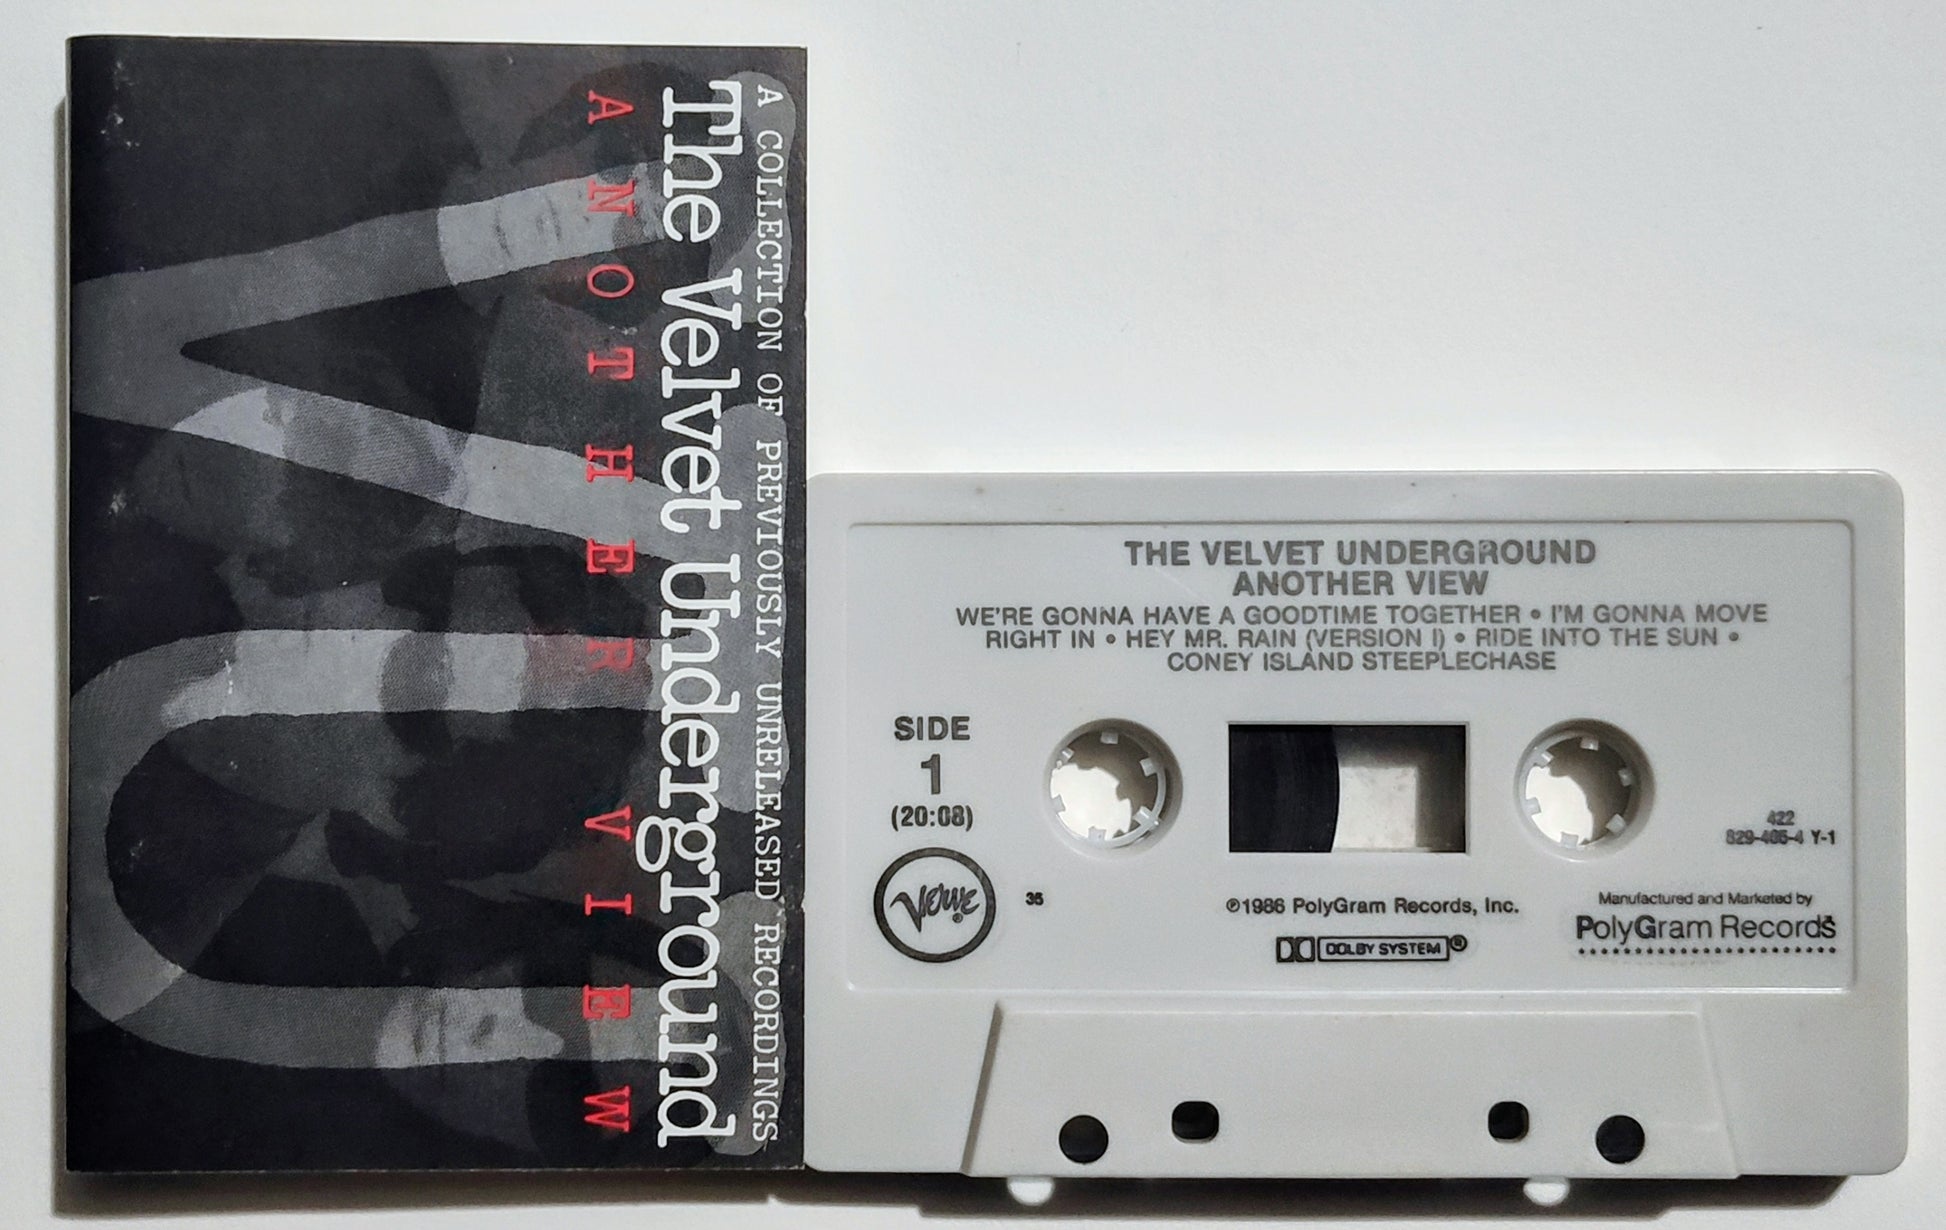 A COLLECTION OF PREVIOUSLY UNRELEASED RECORDINGS
The Velvet Underground
ANOTHER VIEW
THE VELVET UNDERGROUND
ANOTHER VIEW
WE'RE GONNA HAVE A GOODTIME TOGETHER • I'M GONNA MOVE
RIGHT IN • HEY MR. RAIN (VERSION I) • RIDE INTO THE SUN •
CONEY ISLAND STEEPLECHASE
SIDE
1
(20:08)
VERVE®
35
422
829-405-4 Y-1
℗1986 PolyGram Records, Inc.
DOLBY SYSTEM®
Manufactured and Marketed by
PolyGram Records